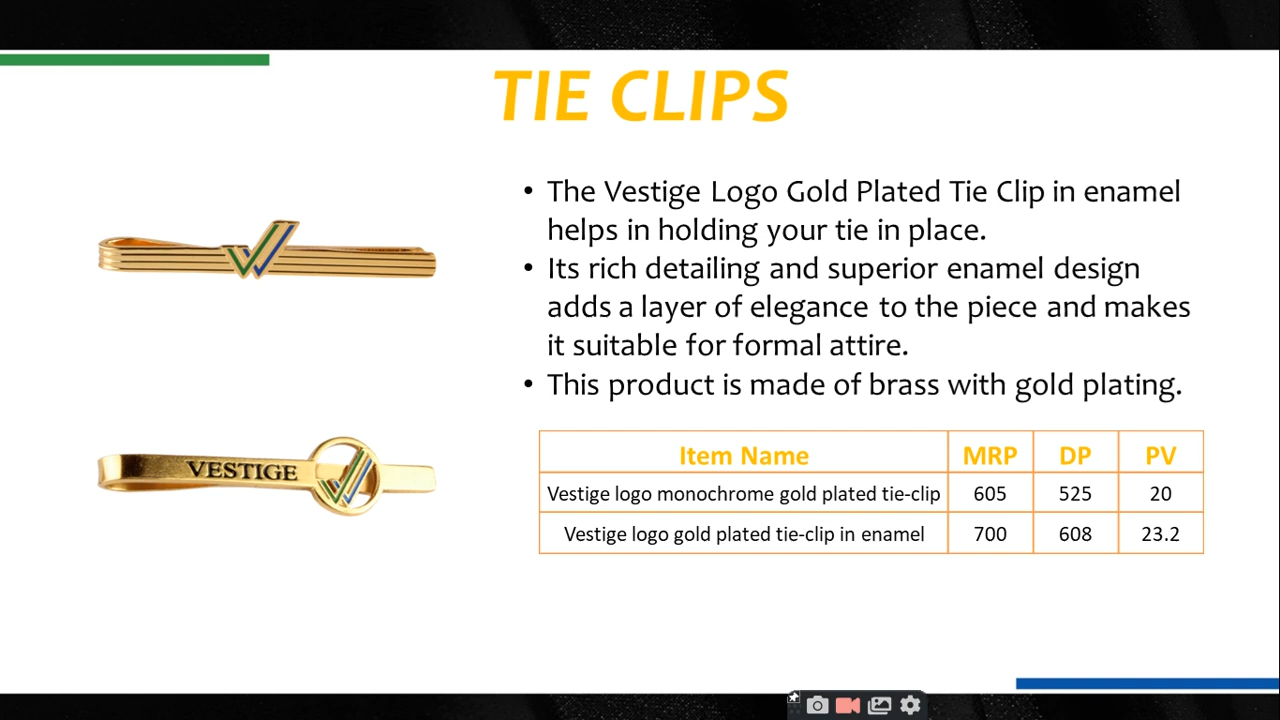 TIE CLIPS
• The Vestige Logo Gold Plated Tie Clip in enamel
helps in holding your tie in place.
• Its rich detailing and superior enamel design
adds a layer of elegance to the piece and makes
it suitable for formal attire.
• This product is made of brass with gold plating.
VESTIGE
Item Name MRP DP PV
Vestige logo monochrome gold plated tie-clip 605 525 20
Vestige logo gold plated tie-clip in enamel 700 608 23.2